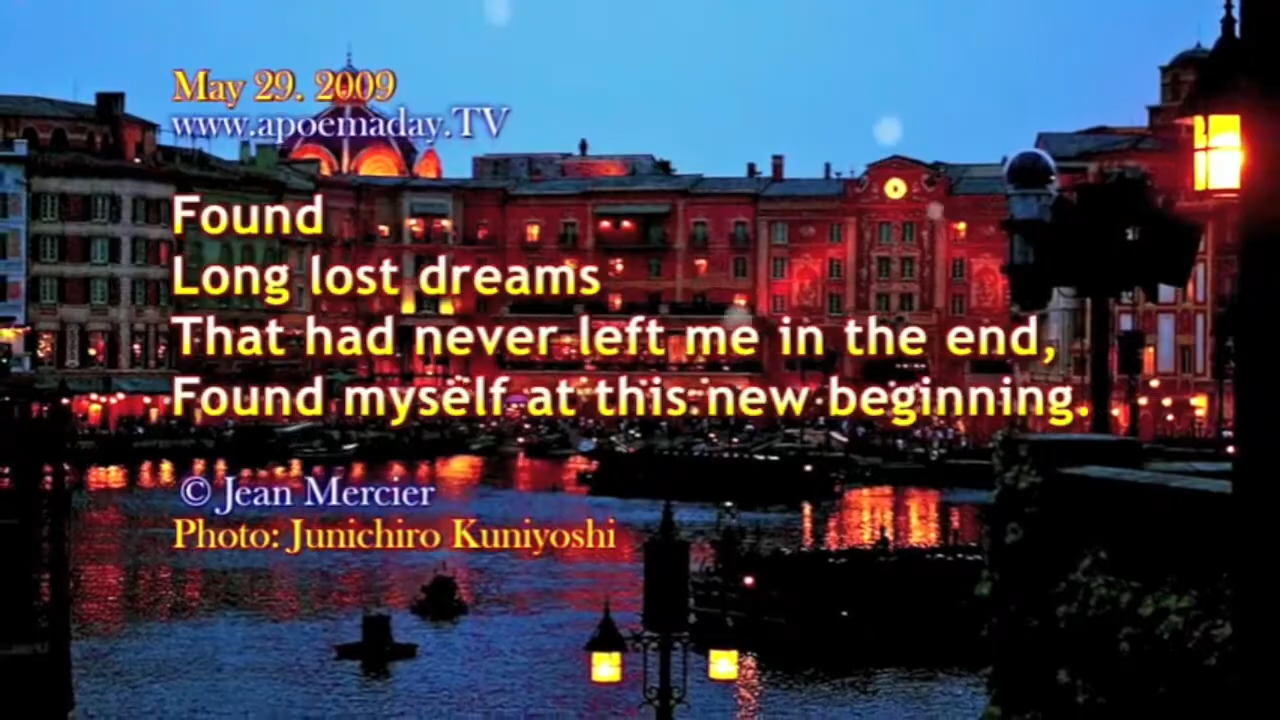 May 29. 2009
www.apoemaday.TV
Found
Long lost dreams
That had never left me in the end,
Found myself at this new beginning.
© Jean Mercier
Photo: Junichiro Kuniyoshi